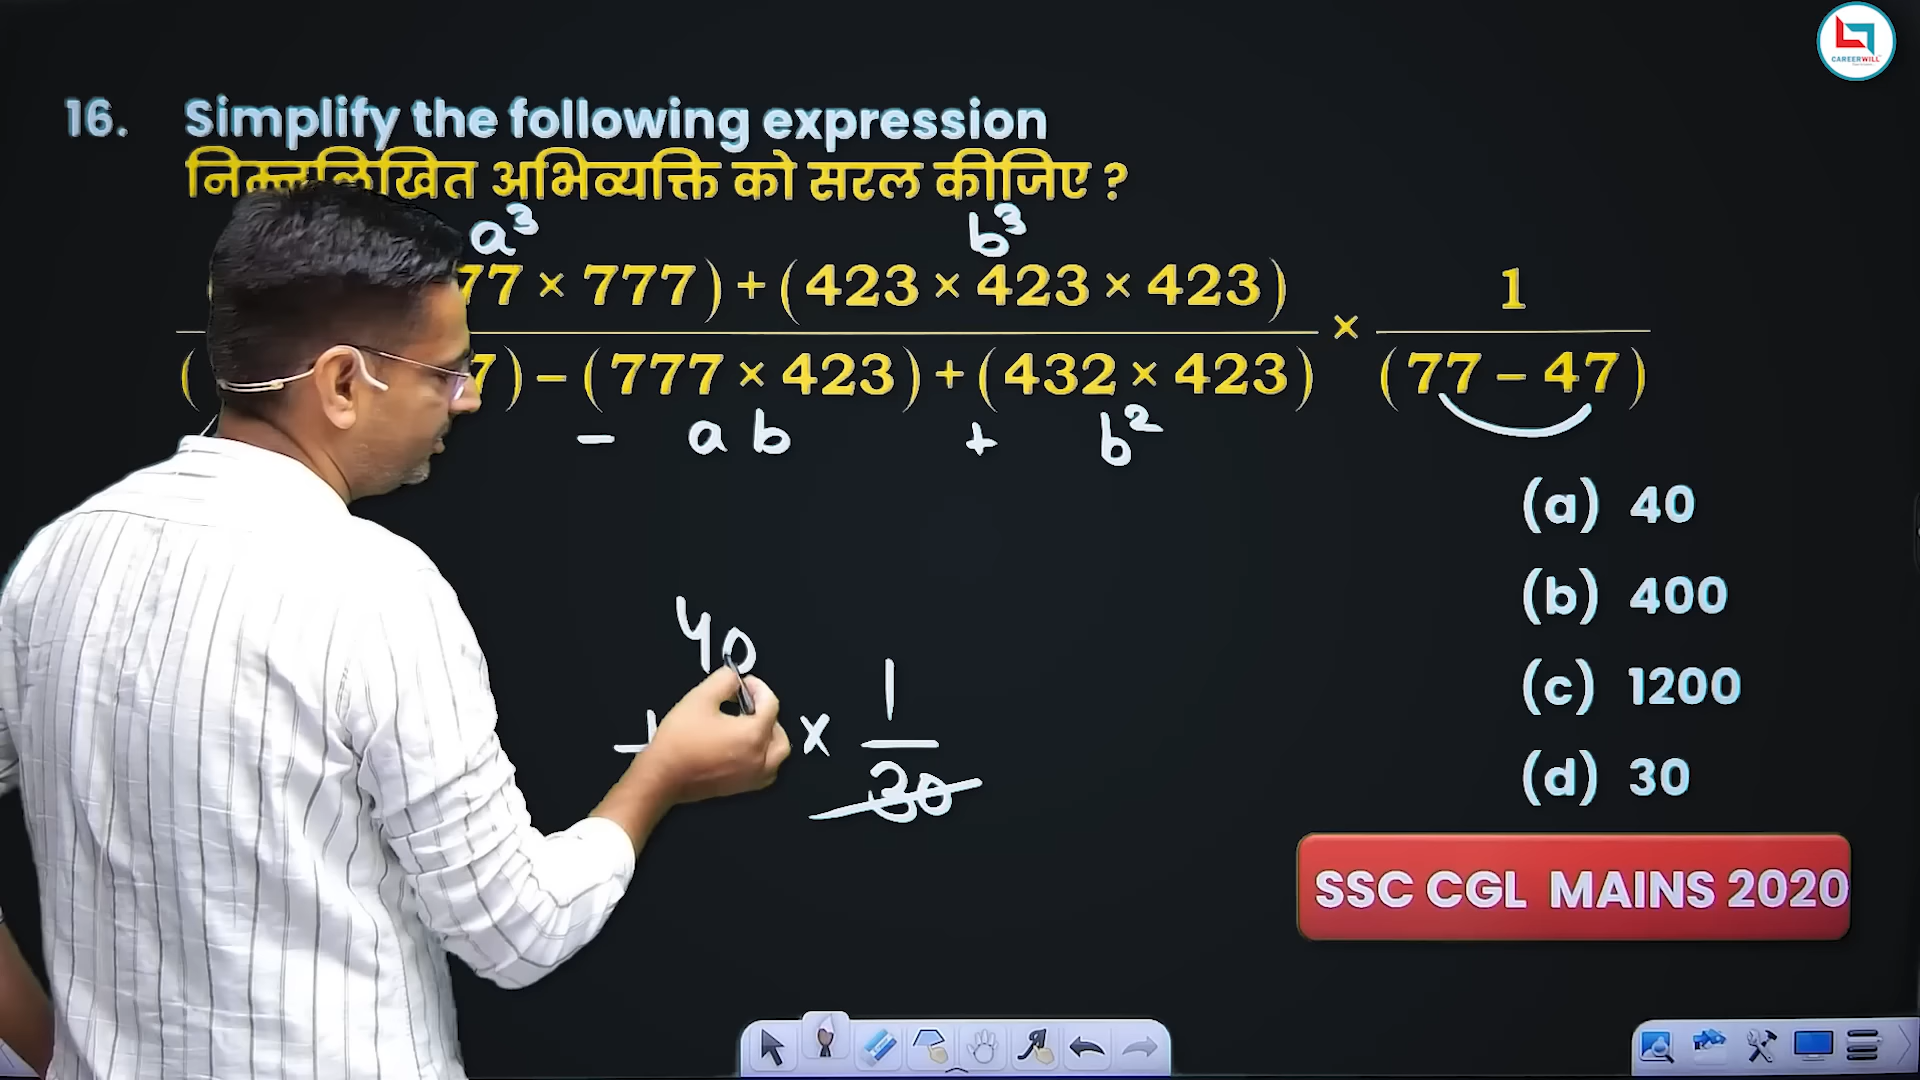 CAREERWILL
16. Simplify the following expression
निम्नलिखित अभिव्यक्ति को सरल कीजिए ?
a³ b³
77 × 777) + (423 × 423 × 423) 1
×
( 7) – (777 × 423) + (432 × 423) (77 – 47)
– ab + b²
(a) 40
(b) 400
40
(c) 1200
× 1
30
(d) 30
SSC CGL MAINS 2020